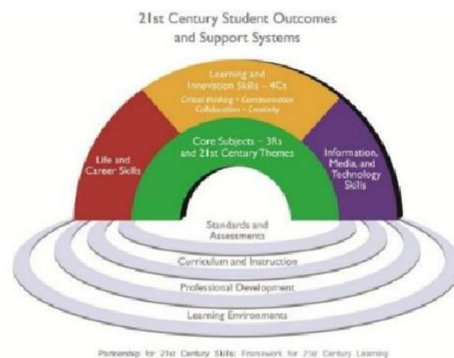 21st Century Student Outcomes
and Support Systems
Learning and
Innovation Skills – 4Cs
Critical thinking • Communication
Collaboration • Creativity
Core Subjects – 3Rs
and 21st Century Themes
Life and
Career Skills
Information,
Media, and
Technology
Skills
Standards and
Assessments
Curriculum and Instruction
Professional Development
Learning Environments
Partnership for 21st Century Skills: Framework for 21st Century Learning